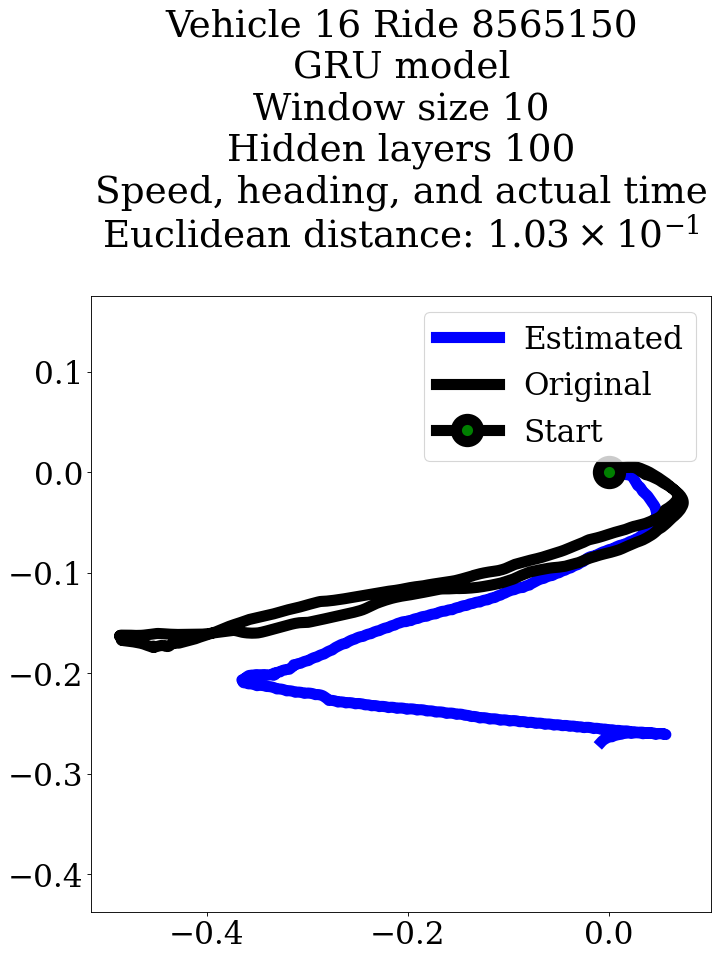 Vehicle 16 Ride 8565150
GRU model
Window size 10
Hidden layers 100
Speed, heading, and actual time
Euclidean distance: 1.03 × 10⁻¹
Estimated
Original
Start
0.1
0.0
−0.1
−0.2
−0.3
−0.4
−0.4 −0.2 0.0